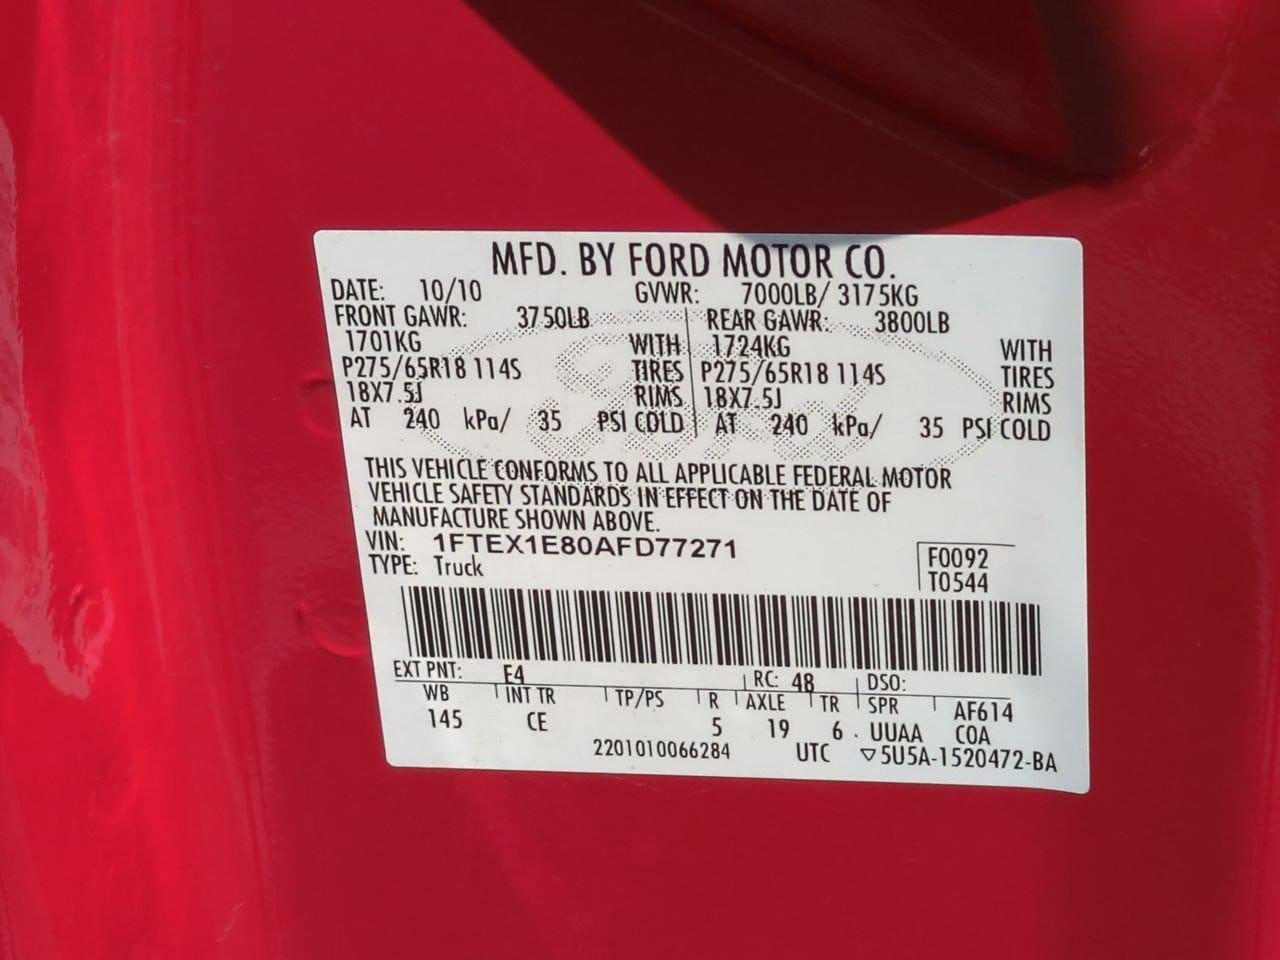 MFD. BY FORD MOTOR CO.
DATE: 10/10 GVWR: 7000LB/ 3175KG
FRONT GAWR: 3750LB REAR GAWR: 3800LB
1701KG WITH 1724KG WITH
P275/65R18 114S TIRES P275/65R18 114S TIRES
18X7.5J RIMS 18X7.5J RIMS
AT 240 kPa/ 35 PSI COLD AT 240 kPa/ 35 PSI COLD
THIS VEHICLE CONFORMS TO ALL APPLICABLE FEDERAL MOTOR
VEHICLE SAFETY STANDARDS IN EFFECT ON THE DATE OF
MANUFACTURE SHOWN ABOVE.
VIN: 1FTEX1E80AFD77271
TYPE: Truck
F0092
T0544
EXT PNT: E4 RC: 48 DSO:
WB INT TR TP/PS R AXLE TR SPR AF614
145 CE 5 19 6 UUAA COA
2201010066284 UTC ▽5U5A-1520472-BA